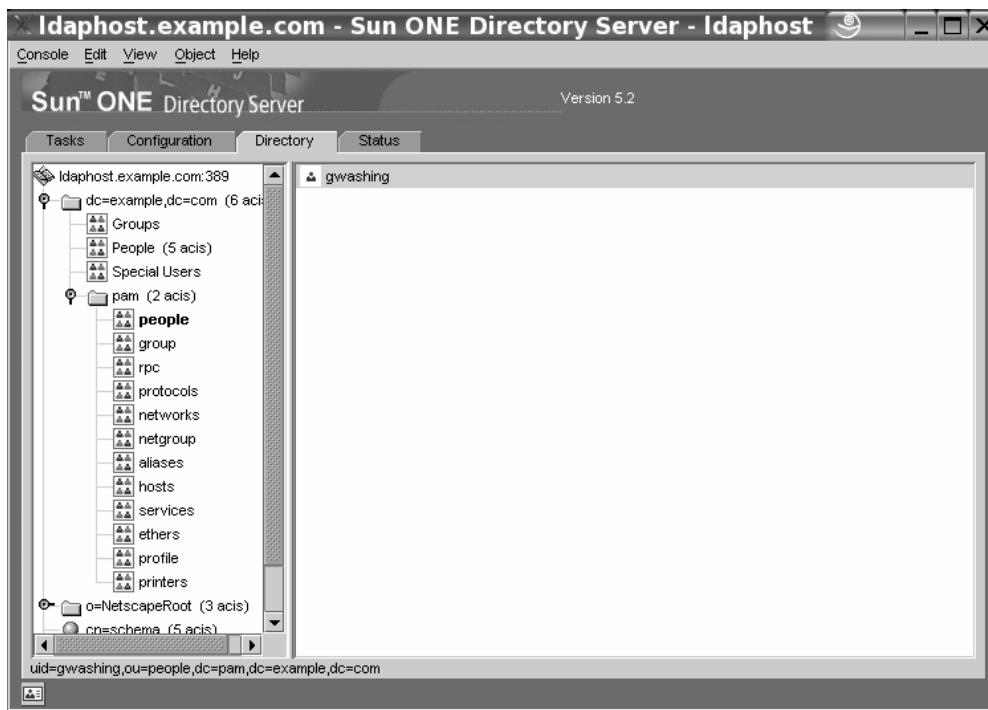 ldaphost.example.com - Sun ONE Directory Server - ldaphost
Console Edit View Object Help
Sun™ ONE Directory Server
Version 5.2
Tasks Configuration Directory Status
ldaphost.example.com:389
dc=example,dc=com (6 aci
Groups
People (5 acis)
Special Users
pam (2 acis)
people
group
rpc
protocols
networks
netgroup
aliases
hosts
services
ethers
profile
printers
o=NetscapeRoot (3 acis)
cn=schema (5 acis)
gwashing
uid=gwashing,ou=people,dc=pam,dc=example,dc=com